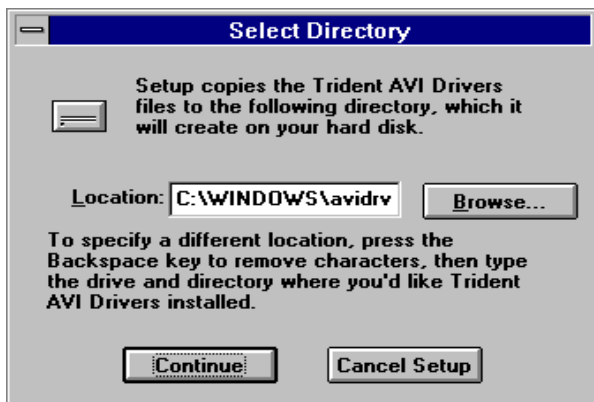 Select Directory
Setup copies the Trident AVI Drivers
files to the following directory, which it
will create on your hard disk.
Location: C:\WINDOWS\avidrv Browse...
To specify a different location, press the
Backspace key to remove characters, then type
the drive and directory where you'd like Trident
AVI Drivers installed.
Continue Cancel Setup